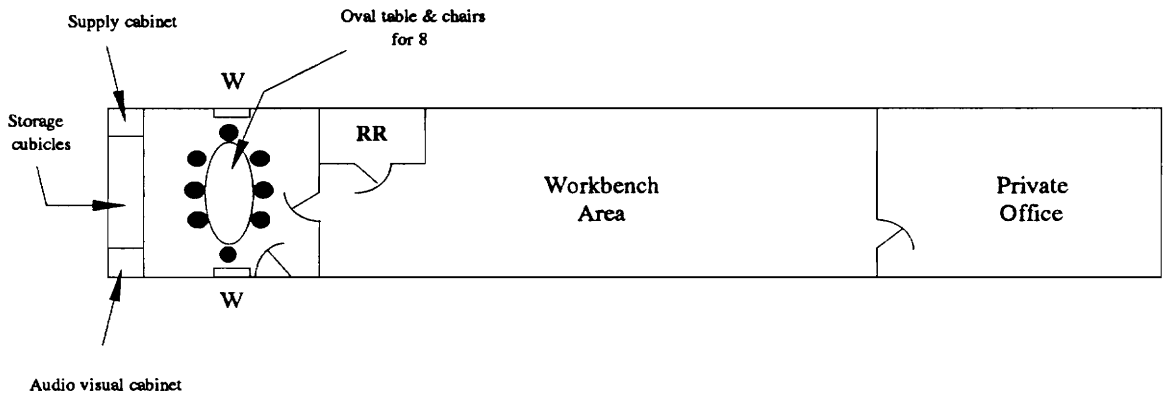 Supply cabinet
Oval table & chairs
for 8
W
Storage
cubicles
RR
Workbench
Area
Private
Office
W
Audio visual cabinet